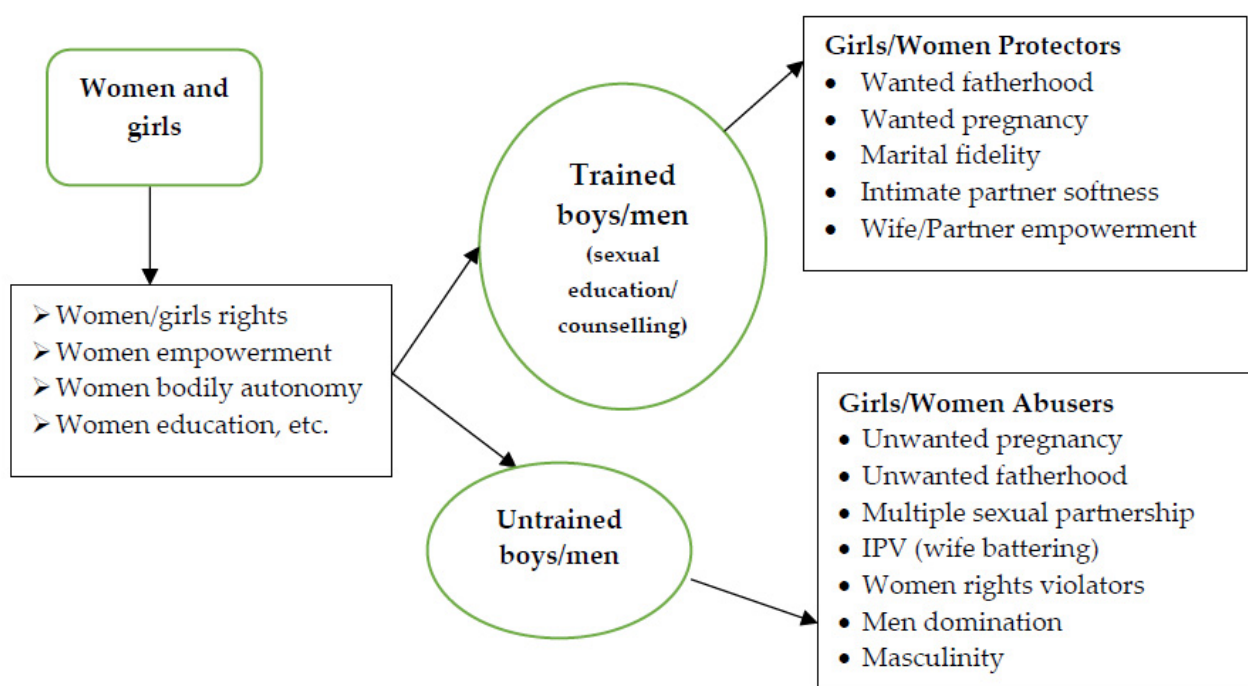 Women and
girls
➢ Women/girls rights
➢ Women empowerment
➢ Women bodily autonomy
➢ Women education, etc.
Trained
boys/men
(sexual
education/
counselling)
Untrained
boys/men
Girls/Women Protectors
• Wanted fatherhood
• Wanted pregnancy
• Marital fidelity
• Intimate partner softness
• Wife/Partner empowerment
Girls/Women Abusers
• Unwanted pregnancy
• Unwanted fatherhood
• Multiple sexual partnership
• IPV (wife battering)
• Women rights violators
• Men domination
• Masculinity